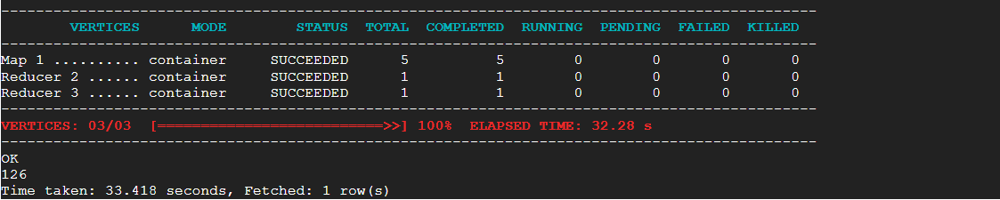 ----------------------------------------------------------------------------------------------
VERTICES MODE STATUS TOTAL COMPLETED RUNNING PENDING FAILED KILLED
----------------------------------------------------------------------------------------------
Map 1 .......... container SUCCEEDED 5 5 0 0 0 0
Reducer 2 ...... container SUCCEEDED 1 1 0 0 0 0
Reducer 3 ...... container SUCCEEDED 1 1 0 0 0 0
----------------------------------------------------------------------------------------------
VERTICES: 03/03 [==========================>>] 100% ELAPSED TIME: 32.28 s
----------------------------------------------------------------------------------------------
OK
126
Time taken: 33.418 seconds, Fetched: 1 row(s)